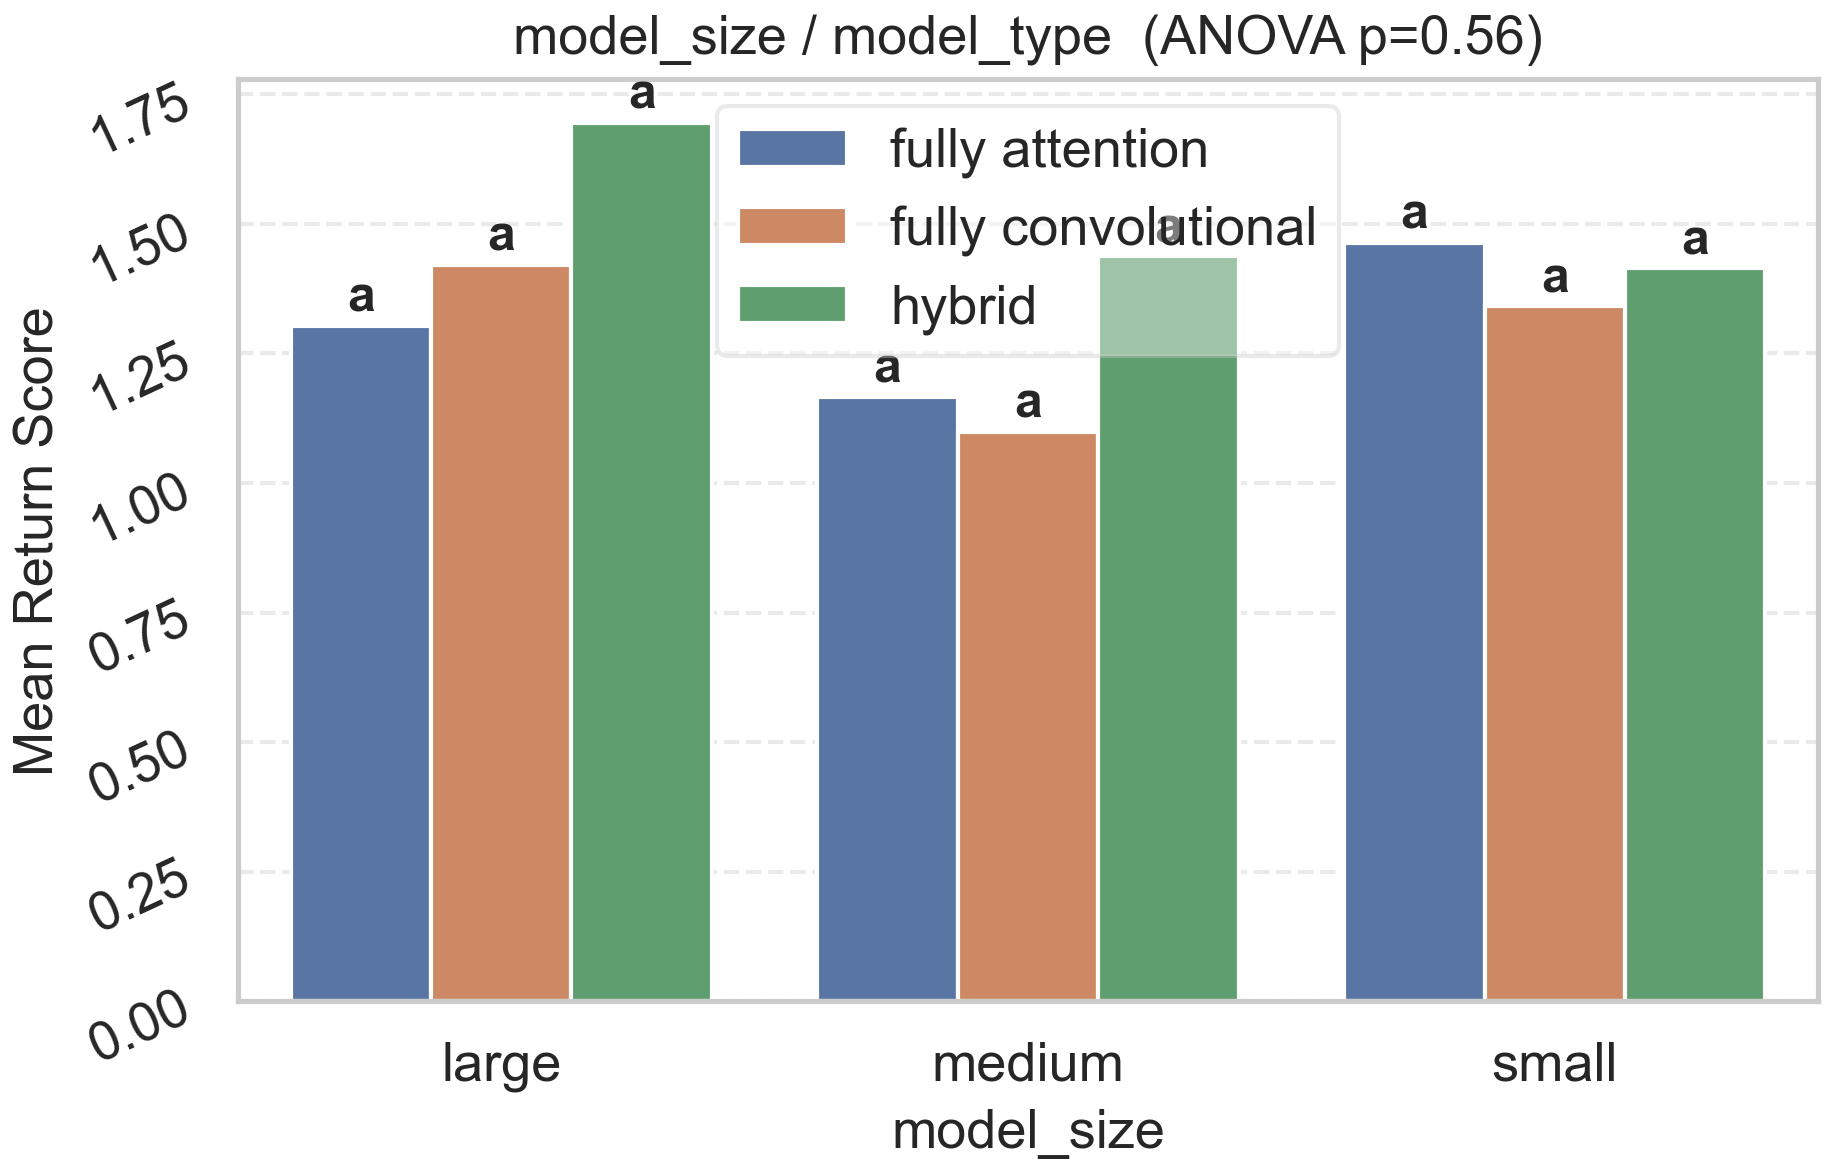 model_size / model_type (ANOVA p=0.56)
Mean Return Score
1.75
1.50
1.25
1.00
0.75
0.50
0.25
0.00
a
a
a
a
a
a
a
a
a
fully attention
fully convolutional
hybrid
large
medium
small
model_size